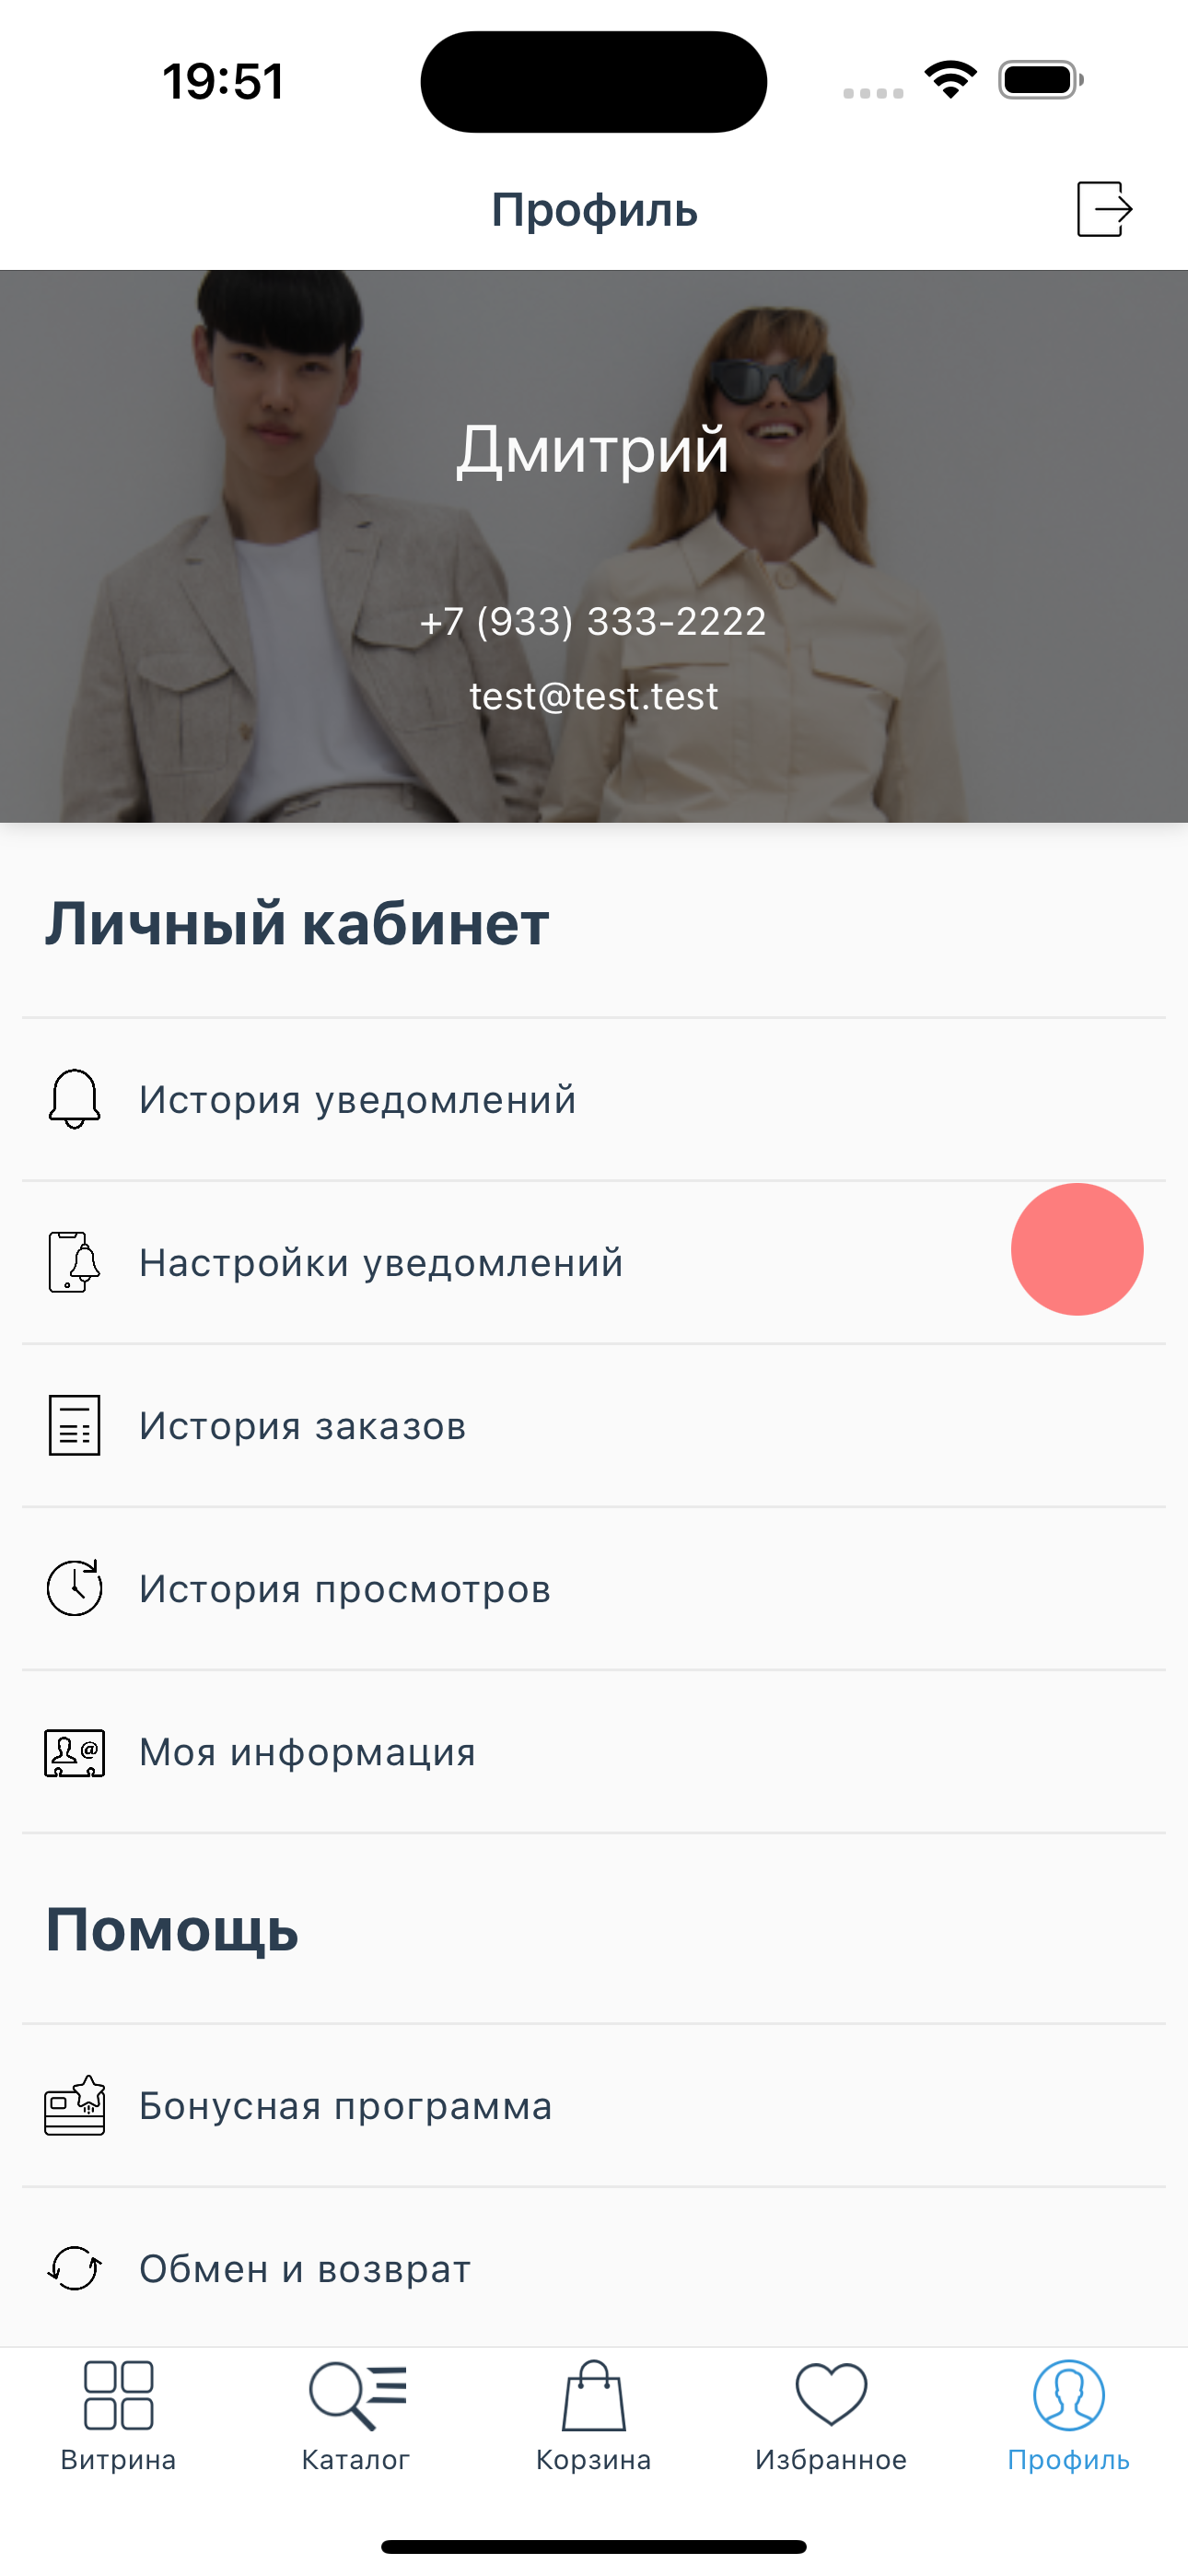 19:51
Профиль
Дмитрий
+7 (933) 333-2222
test@test.test
Личный кабинет
История уведомлений
Настройки уведомлений
История заказов
История просмотров
Моя информация
Помощь
Бонусная программа
Обмен и возврат
Витрина
Каталог
Корзина
Избранное
Профиль